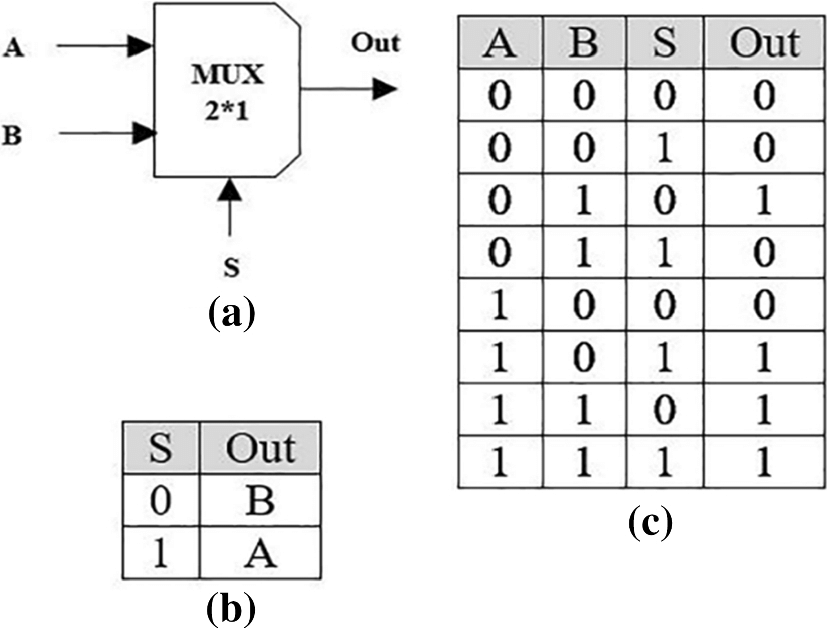 A
B
MUX
2*1
Out
S
(a)
S Out
0 B
1 A
(b)
A B S Out
0 0 0 0
0 0 1 0
0 1 0 1
0 1 1 0
1 0 0 0
1 0 1 1
1 1 0 1
1 1 1 1
(c)